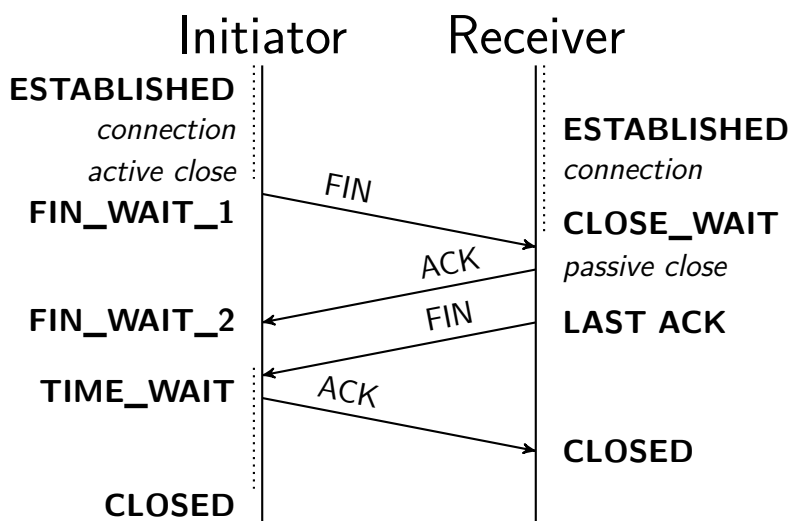 Initiator
Receiver
ESTABLISHED
connection
active close
FIN_WAIT_1
FIN_WAIT_2
TIME_WAIT
CLOSED
FIN
ACK
FIN
ACK
ESTABLISHED
connection
CLOSE_WAIT
passive close
LAST ACK
CLOSED